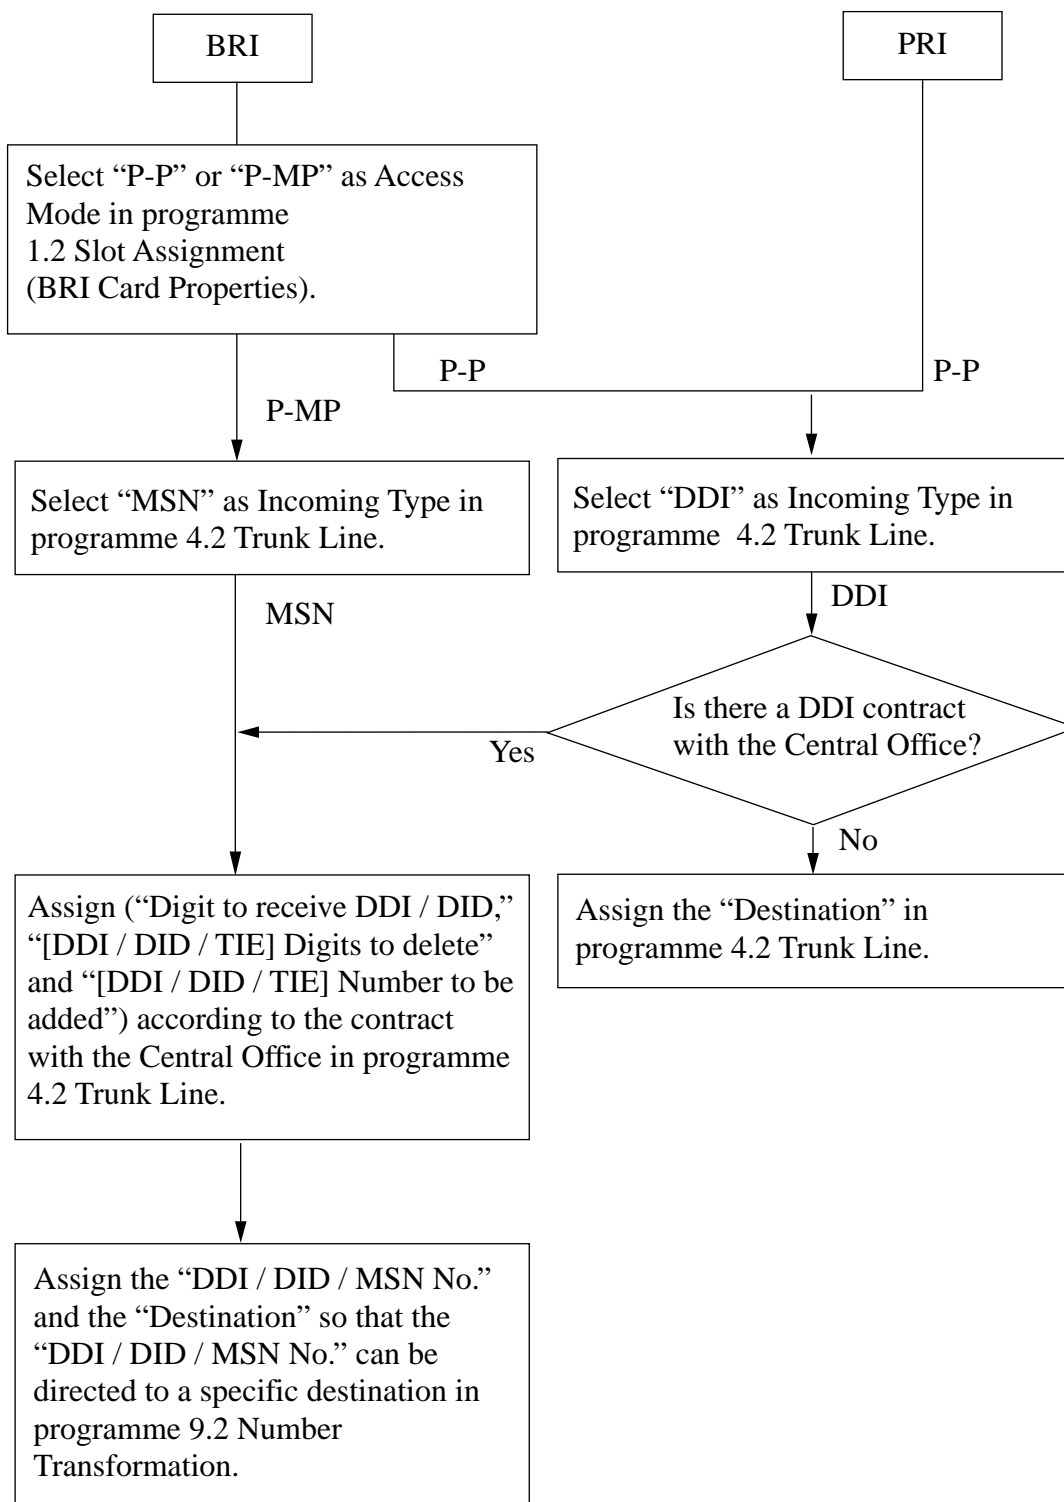 BRI
PRI
Select “P-P” or “P-MP” as Access
Mode in programme
1.2 Slot Assignment
(BRI Card Properties).
P-P
P-P
P-MP
Select “MSN” as Incoming Type in
programme 4.2 Trunk Line.
Select “DDI” as Incoming Type in
programme  4.2 Trunk Line.
MSN
DDI
Is there a DDI contract
with the Central Office?
Yes
No
Assign (“Digit to receive DDI / DID,”
“[DDI / DID / TIE] Digits to delete”
and “[DDI / DID / TIE] Number to be
added”) according to the contract
with the Central Office in programme
4.2 Trunk Line.
Assign the “Destination” in
programme 4.2 Trunk Line.
Assign the “DDI / DID / MSN No.”
and the “Destination” so that the
“DDI / DID / MSN No.” can be
directed to a specific destination in
programme 9.2 Number
Transformation.